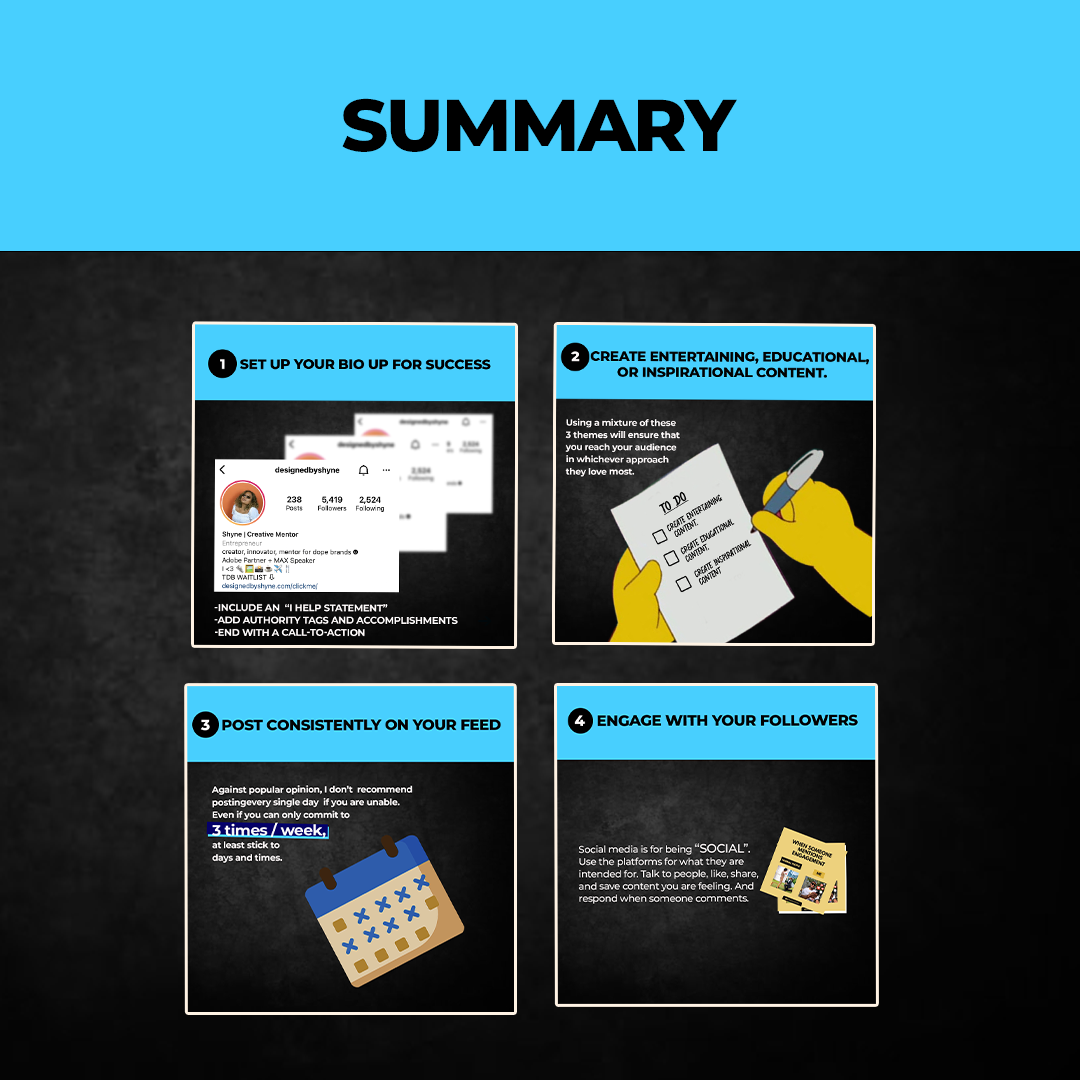 SUMMARY
1 SET UP YOUR BIO UP FOR SUCCESS
designedbyshyne
designedbyshyne
2,524
Following
designedbyshyne
238 5,419 2,524
Posts Followers Following
Shyne | Creative Mentor
Entrepreneur
creator, innovator, mentor for dope brands
Adobe Partner + MAX Speaker
I <3
TDB WAITLIST
designedbyshyne.com/clickme/
-INCLUDE AN “I HELP STATEMENT”
-ADD AUTHORITY TAGS AND ACCOMPLISHMENTS
-END WITH A CALL-TO-ACTION
2 CREATE ENTERTAINING, EDUCATIONAL,
OR INSPIRATIONAL CONTENT.
Using a mixture of these
3 themes will ensure that
you reach your audience
in whichever approach
they love most.
TO DO
CREATE ENTERTAINING
CONTENT.
CREATE EDUCATIONAL
CONTENT.
CREATE INSPIRATIONAL
CONTENT
3 POST CONSISTENTLY ON YOUR FEED
Against popular opinion, I don’t recommend
postingevery single day if you are unable.
Even if you can only commit to
3 times / week,
at least stick to
days and times.
4 ENGAGE WITH YOUR FOLLOWERS
Social media is for being “SOCIAL”.
Use the platforms for what they are
intended for. Talk to people, like, share,
and save content you are feeling. And
respond when someone comments.
WHEN SOMEONE
MENTIONS
ENGAGEMENT
ME